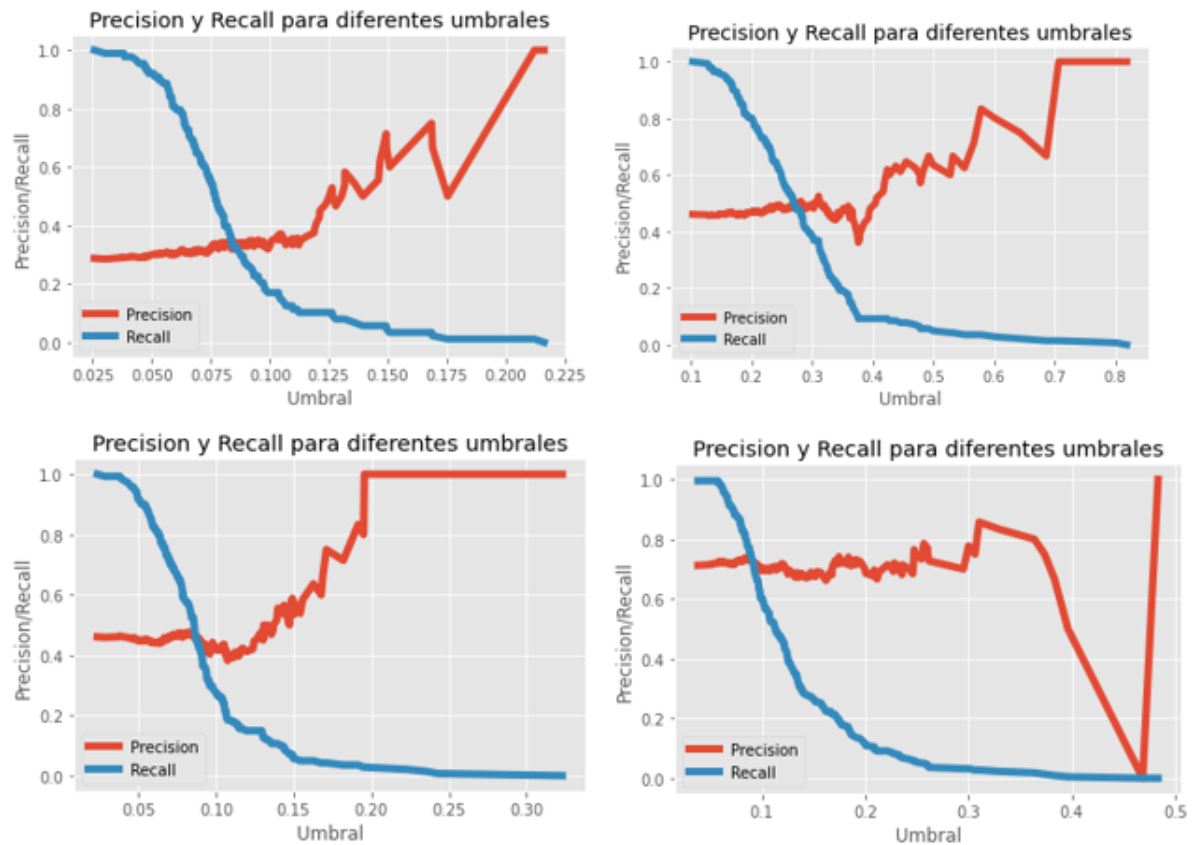 Precision y Recall para diferentes umbrales
1.0
0.8
0.6
0.4
0.2
0.0
Precision/Recall
Precision
Recall
0.025 0.050 0.075 0.100 0.125 0.150 0.175 0.200 0.225
Umbral
Precision y Recall para diferentes umbrales
1.0
0.8
0.6
0.4
0.2
0.0
Precision/Recall
Precision
Recall
0.1 0.2 0.3 0.4 0.5 0.6 0.7 0.8
Umbral
Precision y Recall para diferentes umbrales
1.0
0.8
0.6
0.4
0.2
0.0
Precision/Recall
Precision
Recall
0.05 0.10 0.15 0.20 0.25 0.30
Umbral
Precision y Recall para diferentes umbrales
1.0
0.8
0.6
0.4
0.2
0.0
Precision/Recall
Precision
Recall
0.1 0.2 0.3 0.4 0.5
Umbral